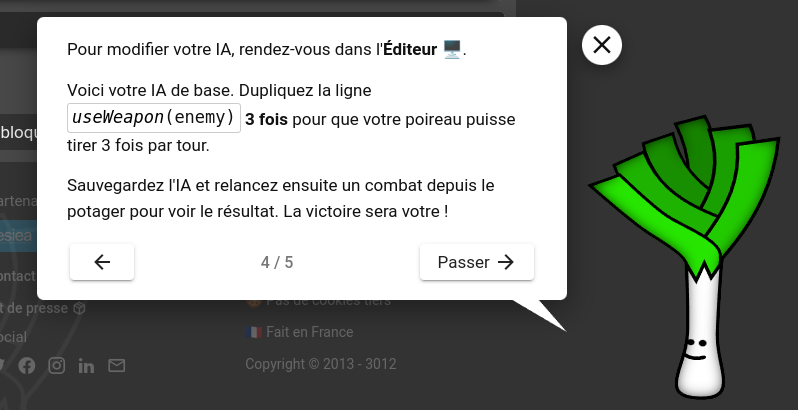 Pour modifier votre IA, rendez-vous dans l'Éditeur 🖥️.
Voici votre IA de base. Dupliquez la ligne
useWeapon(enemy) 3 fois pour que votre poireau puisse
tirer 3 fois par tour.
Sauvegardez l'IA et relancez ensuite un combat depuis le
potager pour voir le résultat. La victoire sera votre !
← 4 / 5 Passer →
bloqu
artena
esiea
ontact
t de presse
ocial
Pas de cookies tiers
🇫🇷 Fait en France
Copyright © 2013 - 3012